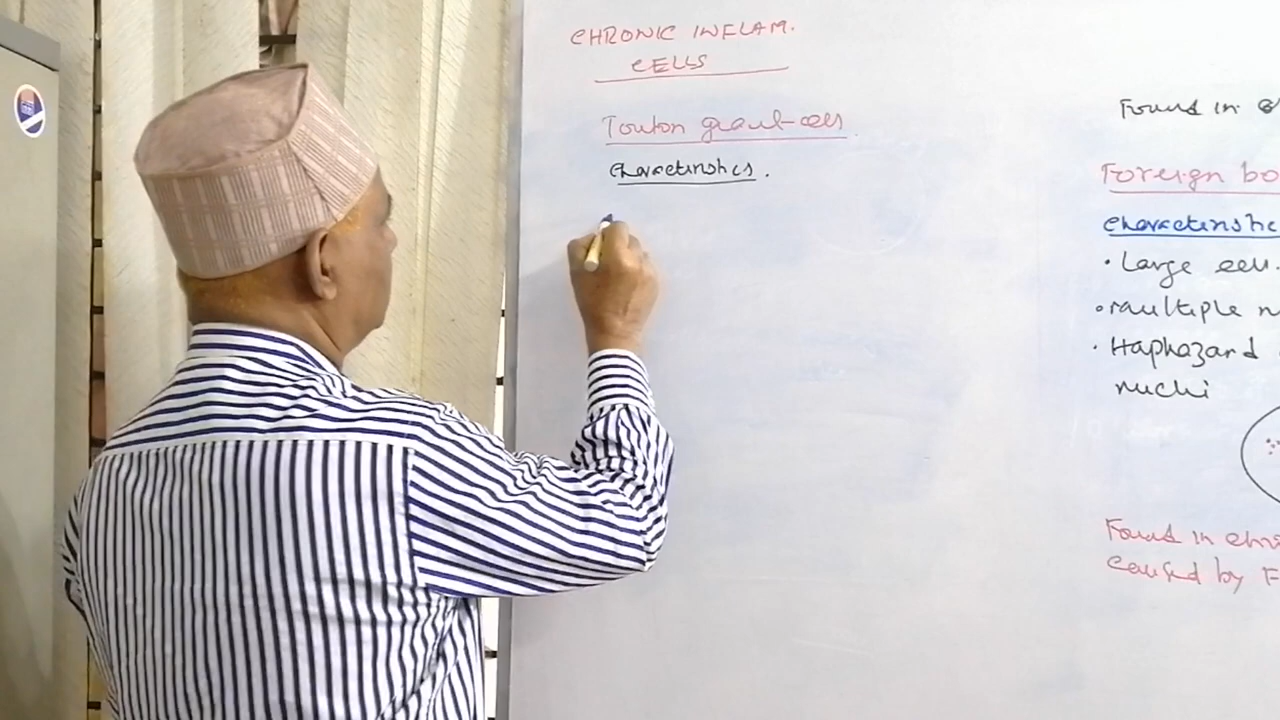 CHRONIC INFLAM.
CELLS
Touton giant cells
Characteristics.
Found in
Foreign bo
Characteristic
• Large cell.
• multiple n
• Haphazard
nuclei
Found in chro
caused by F